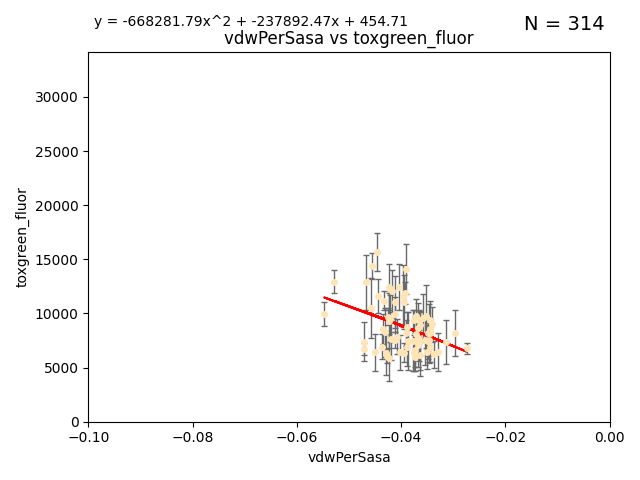 y = -668281.79x^2 + -237892.47x + 454.71
N = 314
vdwPerSasa vs toxgreen_fluor
30000
25000
20000
15000
10000
5000
0
toxgreen_fluor
−0.10
−0.08
−0.06
−0.04
−0.02
0.00
vdwPerSasa